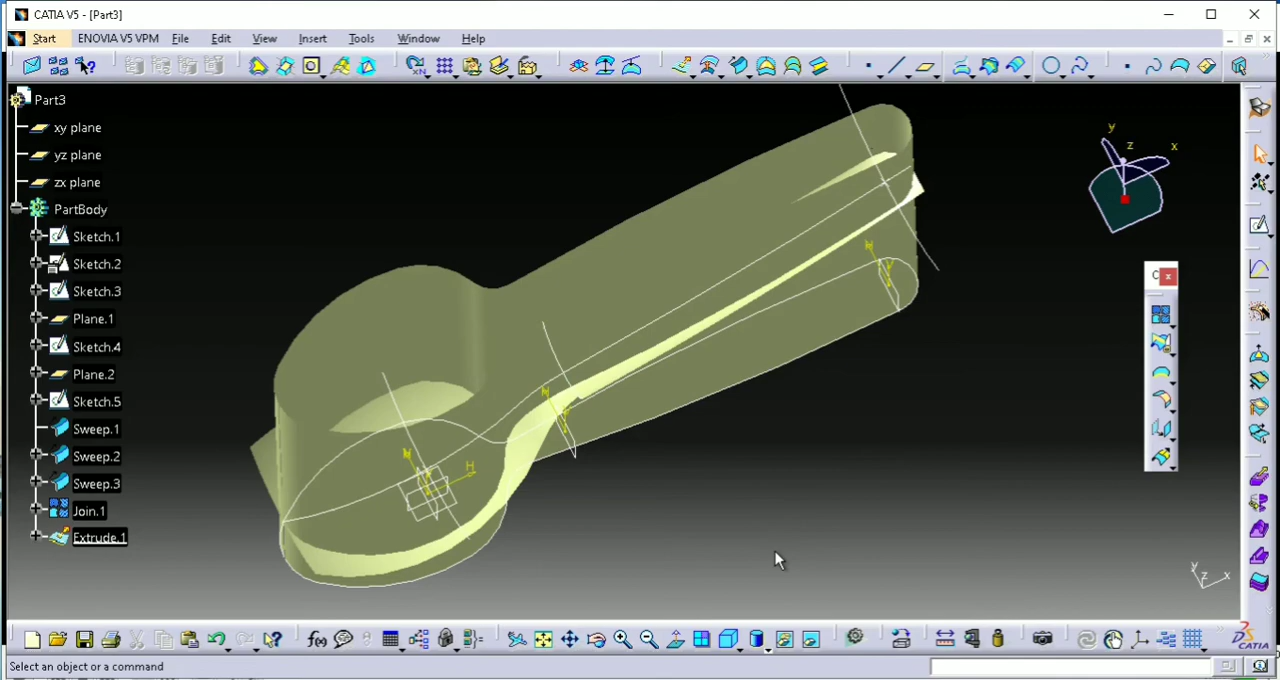 CATIA V5 - [Part3]
Start ENOVIA V5 VPM File Edit View Insert Tools Window Help
Part3
xy plane
yz plane
zx plane
PartBody
Sketch.1
Sketch.2
Sketch.3
Plane.1
Sketch.4
Plane.2
Sketch.5
Sweep.1
Sweep.2
Sweep.3
Join.1
Extrude.1
y
z
x
C
H
V
H
V
H
y
z
x
f(x)
CATIA
Select an object or a command